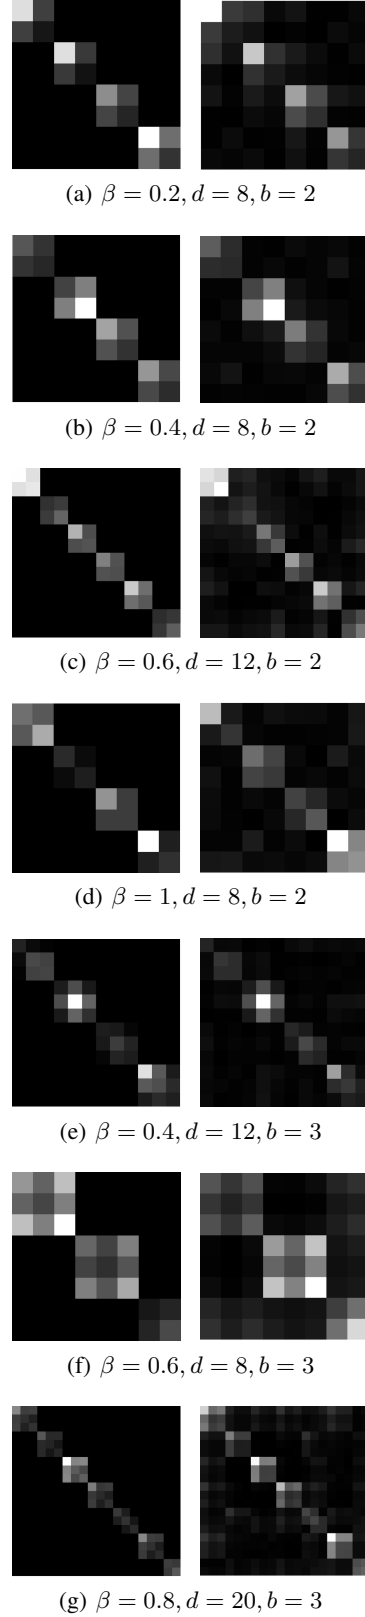 (a) β = 0.2, d = 8, b = 2
(b) β = 0.4, d = 8, b = 2
(c) β = 0.6, d = 12, b = 2
(d) β = 1, d = 8, b = 2
(e) β = 0.4, d = 12, b = 3
(f) β = 0.6, d = 8, b = 3
(g) β = 0.8, d = 20, b = 3